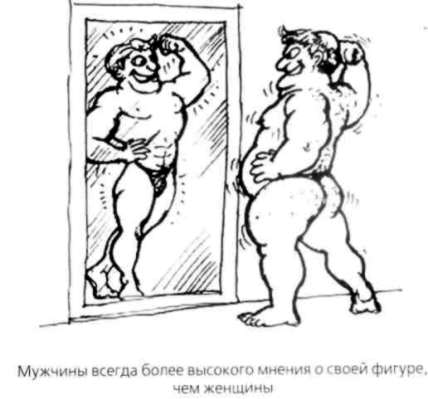 Мужчины всегда более высокого мнения о своей фигуре,
чем женщины